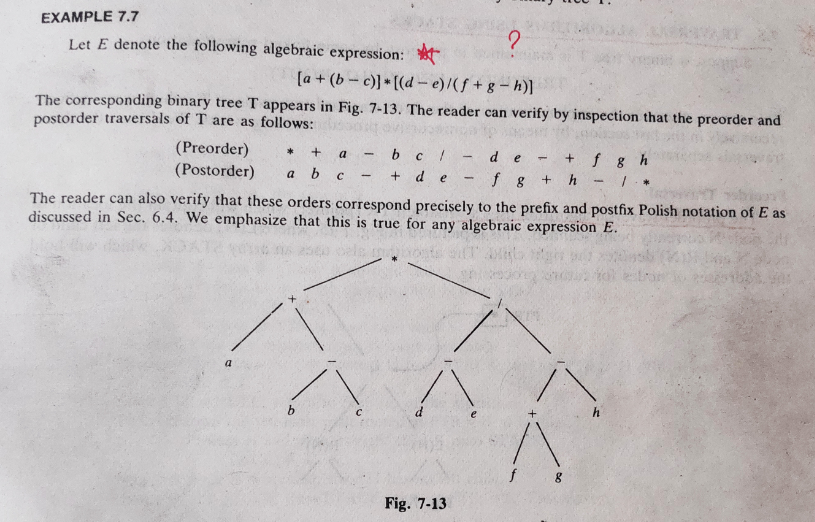 EXAMPLE 7.7
Let E denote the following algebraic expression: ?
[a + (b − c)] * [(d − e)/(f + g − h)]
The corresponding binary tree T appears in Fig. 7-13. The reader can verify by inspection that the preorder and
postorder traversals of T are as follows:
(Preorder) * + a − b c / − d e − + f g h
(Postorder) a b c − + d e − f g + h − / *
The reader can also verify that these orders correspond precisely to the prefix and postfix Polish notation of E as
discussed in Sec. 6.4. We emphasize that this is true for any algebraic expression E.
*
+ /
a − − −
b c d e + h
f g
Fig. 7-13